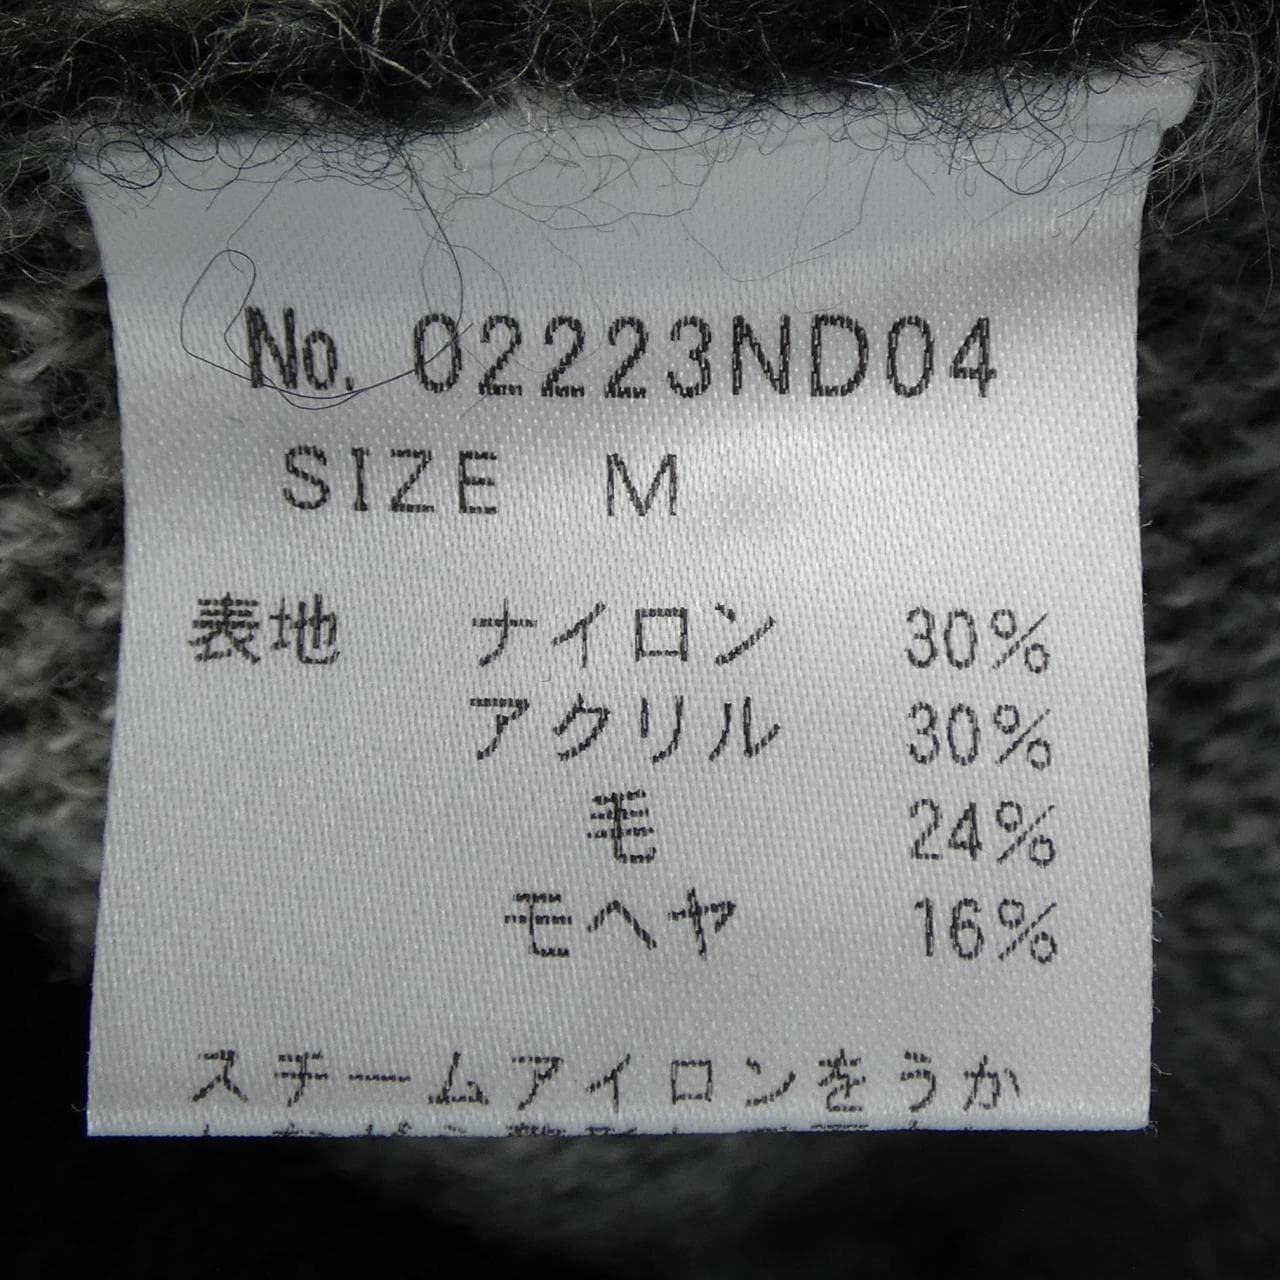 No. 02223ND04
SIZE M
表地 ナイロン 30%
アクリル 30%
毛 24%
モヘヤ 16%
スチームアイロンをうか